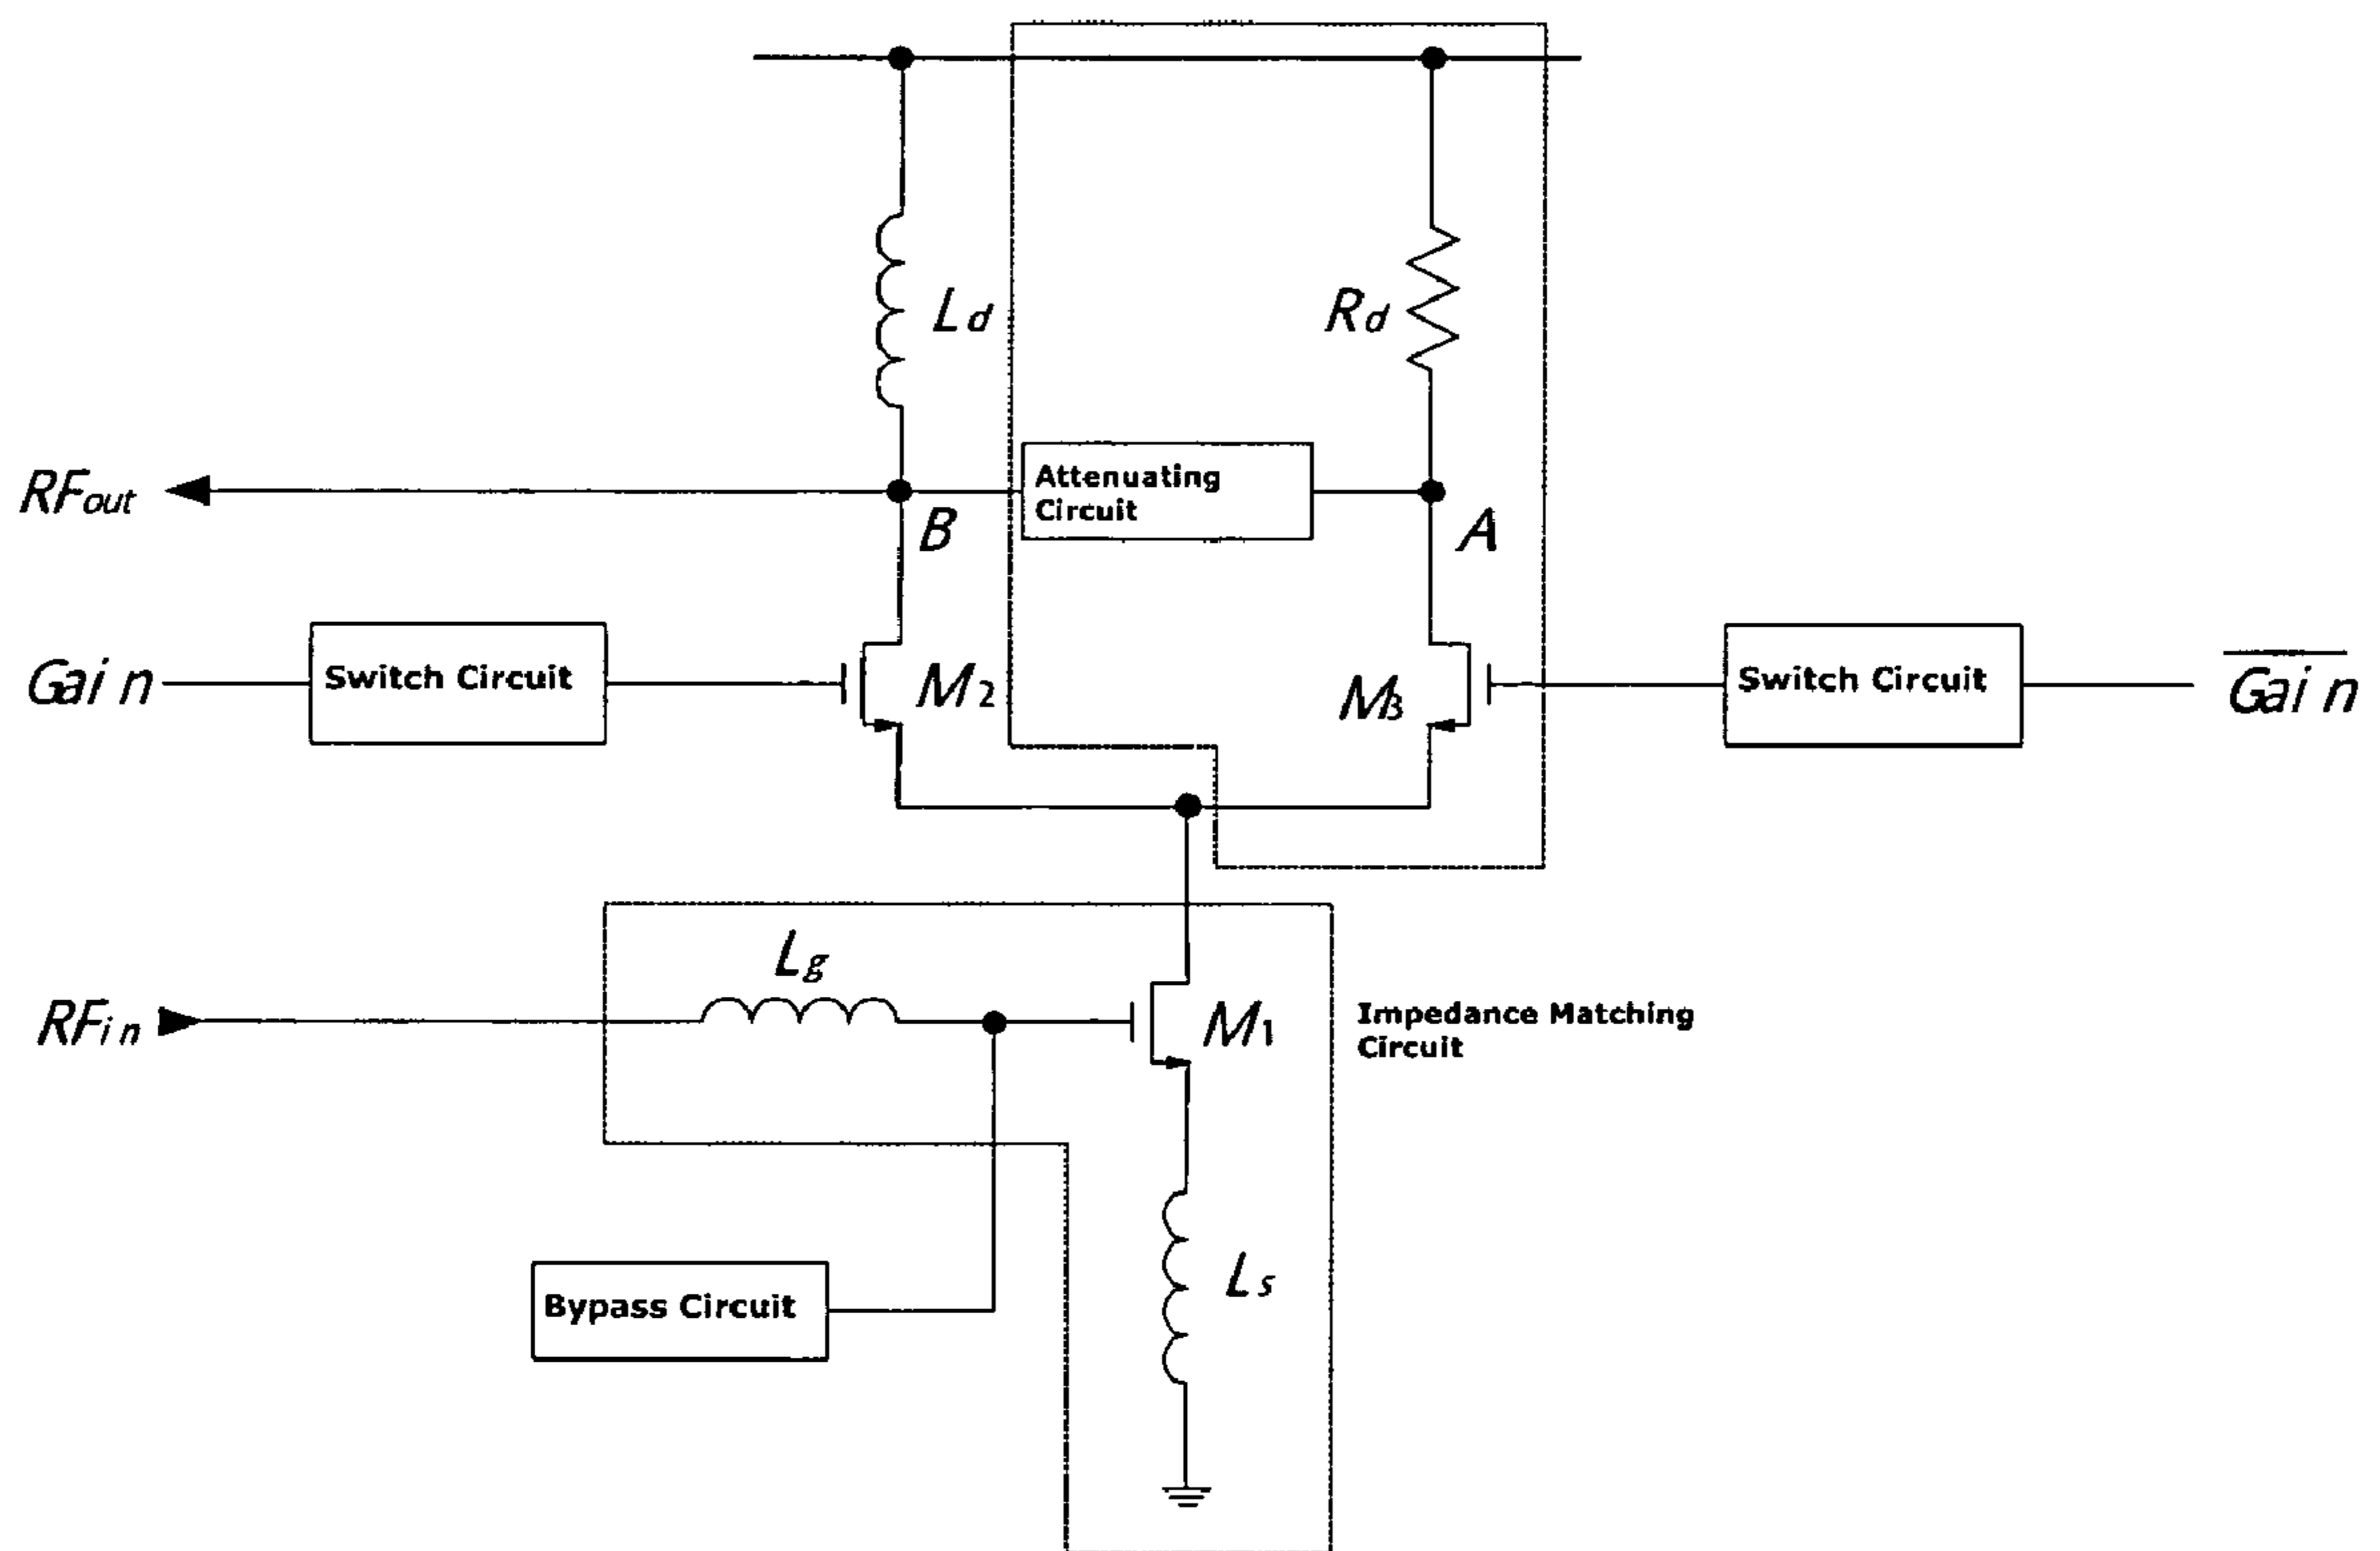 Ld
Rd
Attenuating
Circuit
RFout
B
A
Gain
Switch Circuit
M2
M3
Switch Circuit
Gain
Lg
RFin
M1
Impedance Matching
Circuit
Ls
Bypass Circuit